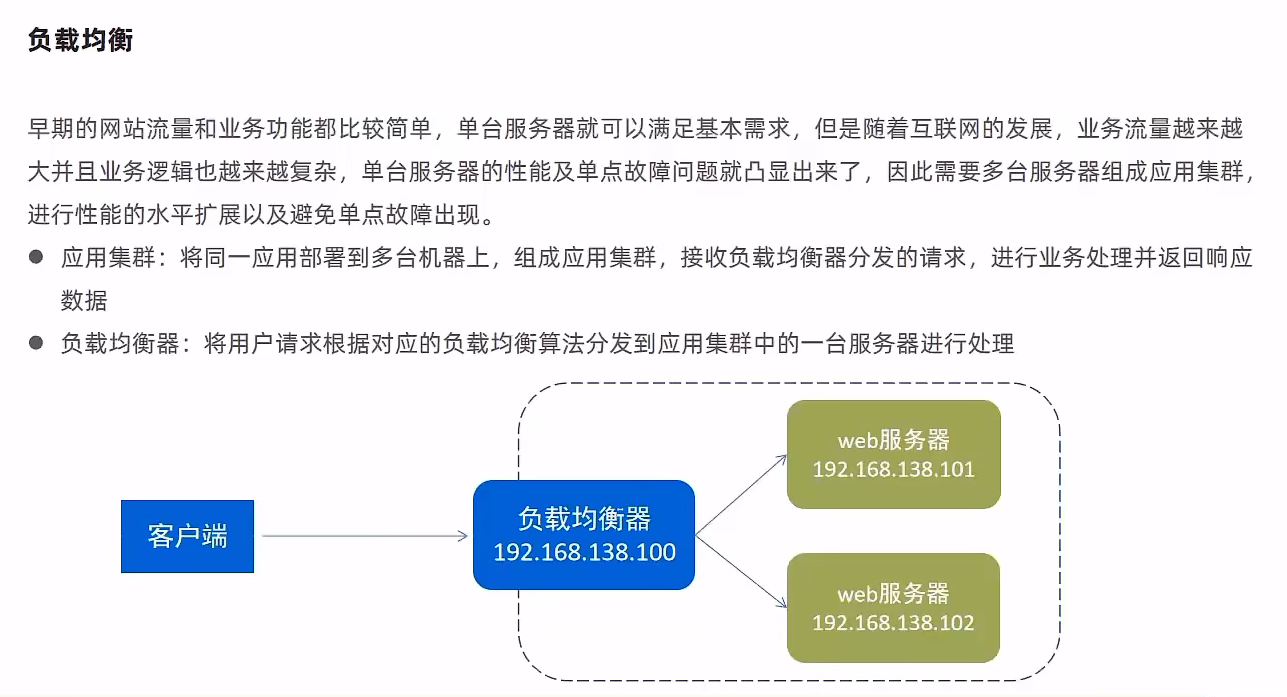 负载均衡
早期的网站流量和业务功能都比较简单，单台服务器就可以满足基本需求，但是随着互联网的发展，业务流量越来越
大并且业务逻辑也越来越复杂，单台服务器的性能及单点故障问题就凸显出来了，因此需要多台服务器组成应用集群，
进行性能的水平扩展以及避免单点故障出现。
● 应用集群：将同一应用部署到多台机器上，组成应用集群，接收负载均衡器分发的请求，进行业务处理并返回响应
数据
● 负载均衡器：将用户请求根据对应的负载均衡算法分发到应用集群中的一台服务器进行处理
客户端
负载均衡器
192.168.138.100
web服务器
192.168.138.101
web服务器
192.168.138.102